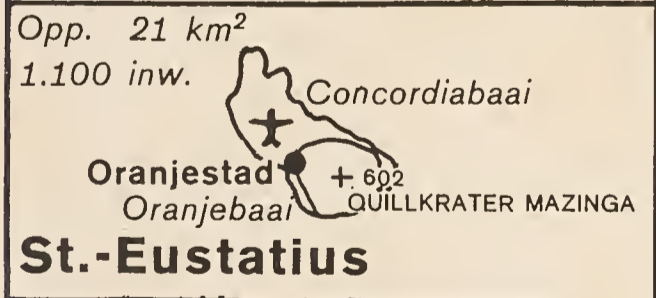 Opp. 21 km²
1.100 inw.
Concordiabaai
Oranjestad
+ 602
Oranjebaai
QUILLKRATER MAZINGA
St.-Eustatius